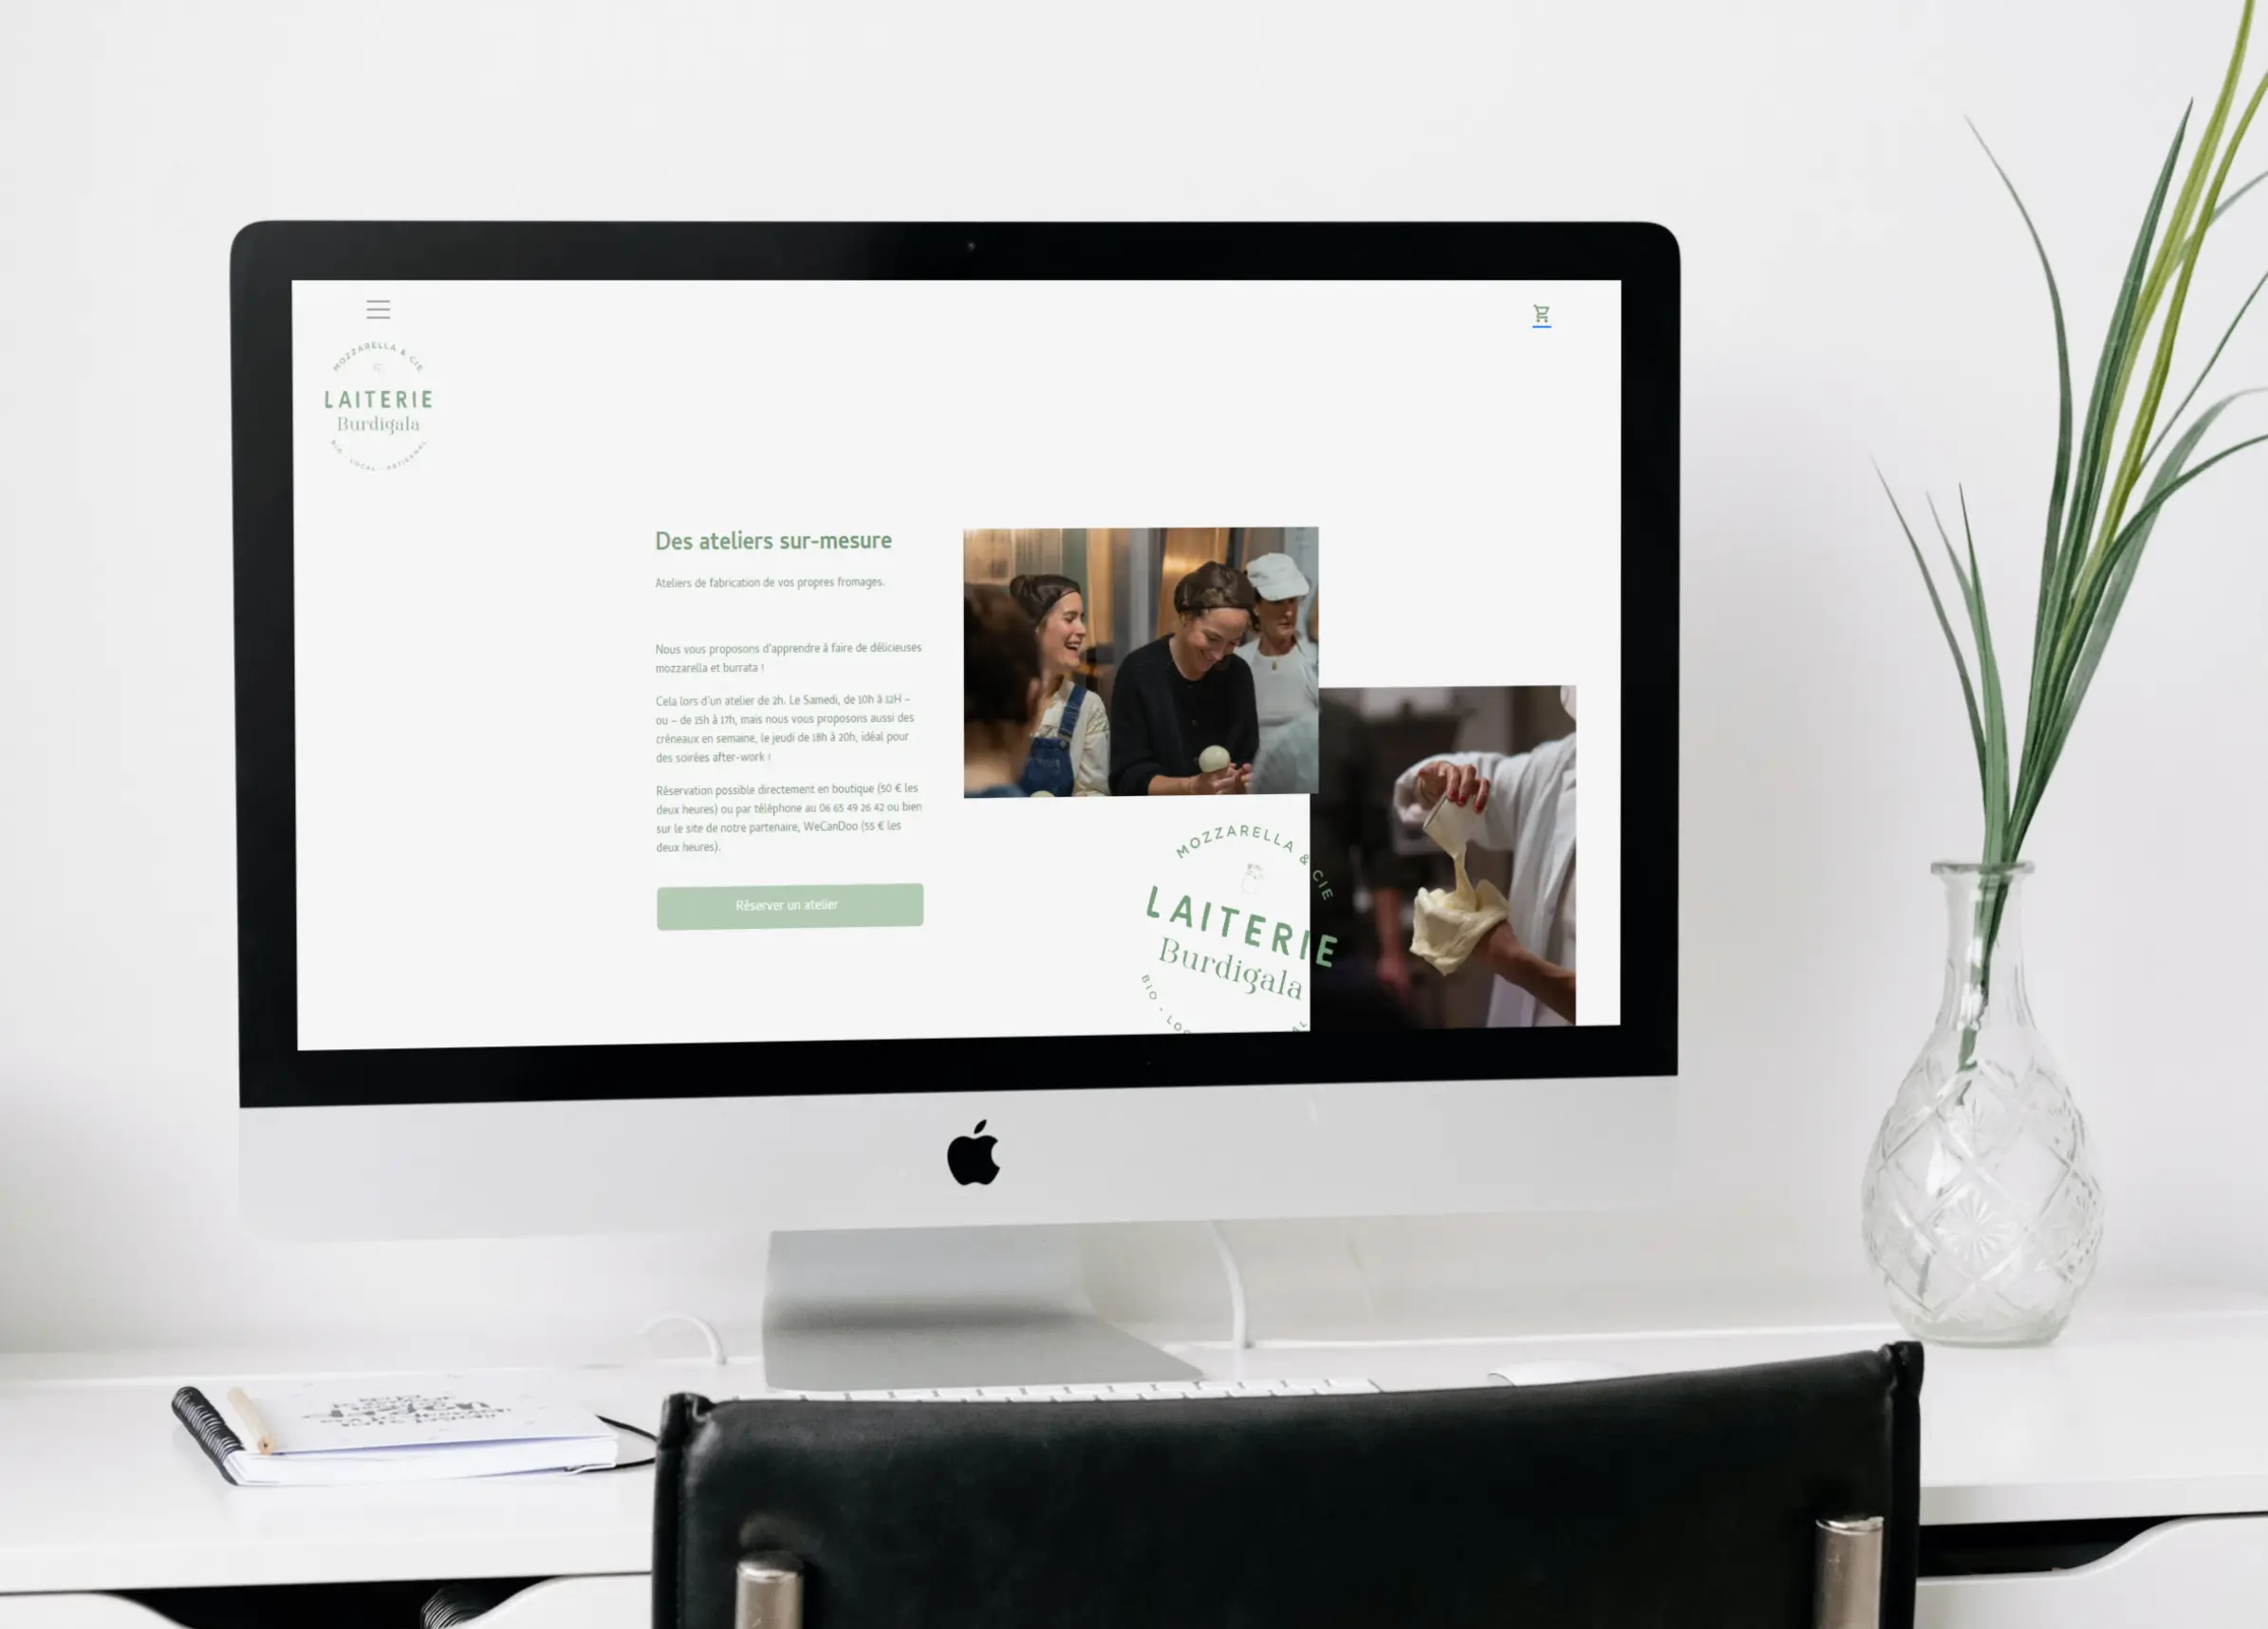 MOZZARELLA & CIE
LAITERIE
Burdigala
BIO · LOCAL · ARTISANAL
Des ateliers sur-mesure
Ateliers de fabrication de vos propres fromages.
Nous vous proposons d'apprendre à faire de délicieuses
mozzarella et burrata !
Cela lors d'un atelier de 2h. Le Samedi, de 10h à 12H –
ou – de 15h à 17h, mais nous vous proposons aussi des
créneaux en semaine, le jeudi de 18h à 20h, idéal pour
des soirées after-work !
Réservation possible directement en boutique (50 € les
deux heures) ou par téléphone au 06 65 49 26 42 ou bien
sur le site de notre partenaire, WeCanDoo (55 € les
deux heures).
Réserver un atelier
MOZZARELLA & CIE
LAITERIE
Burdigala
BIO · LOC AL